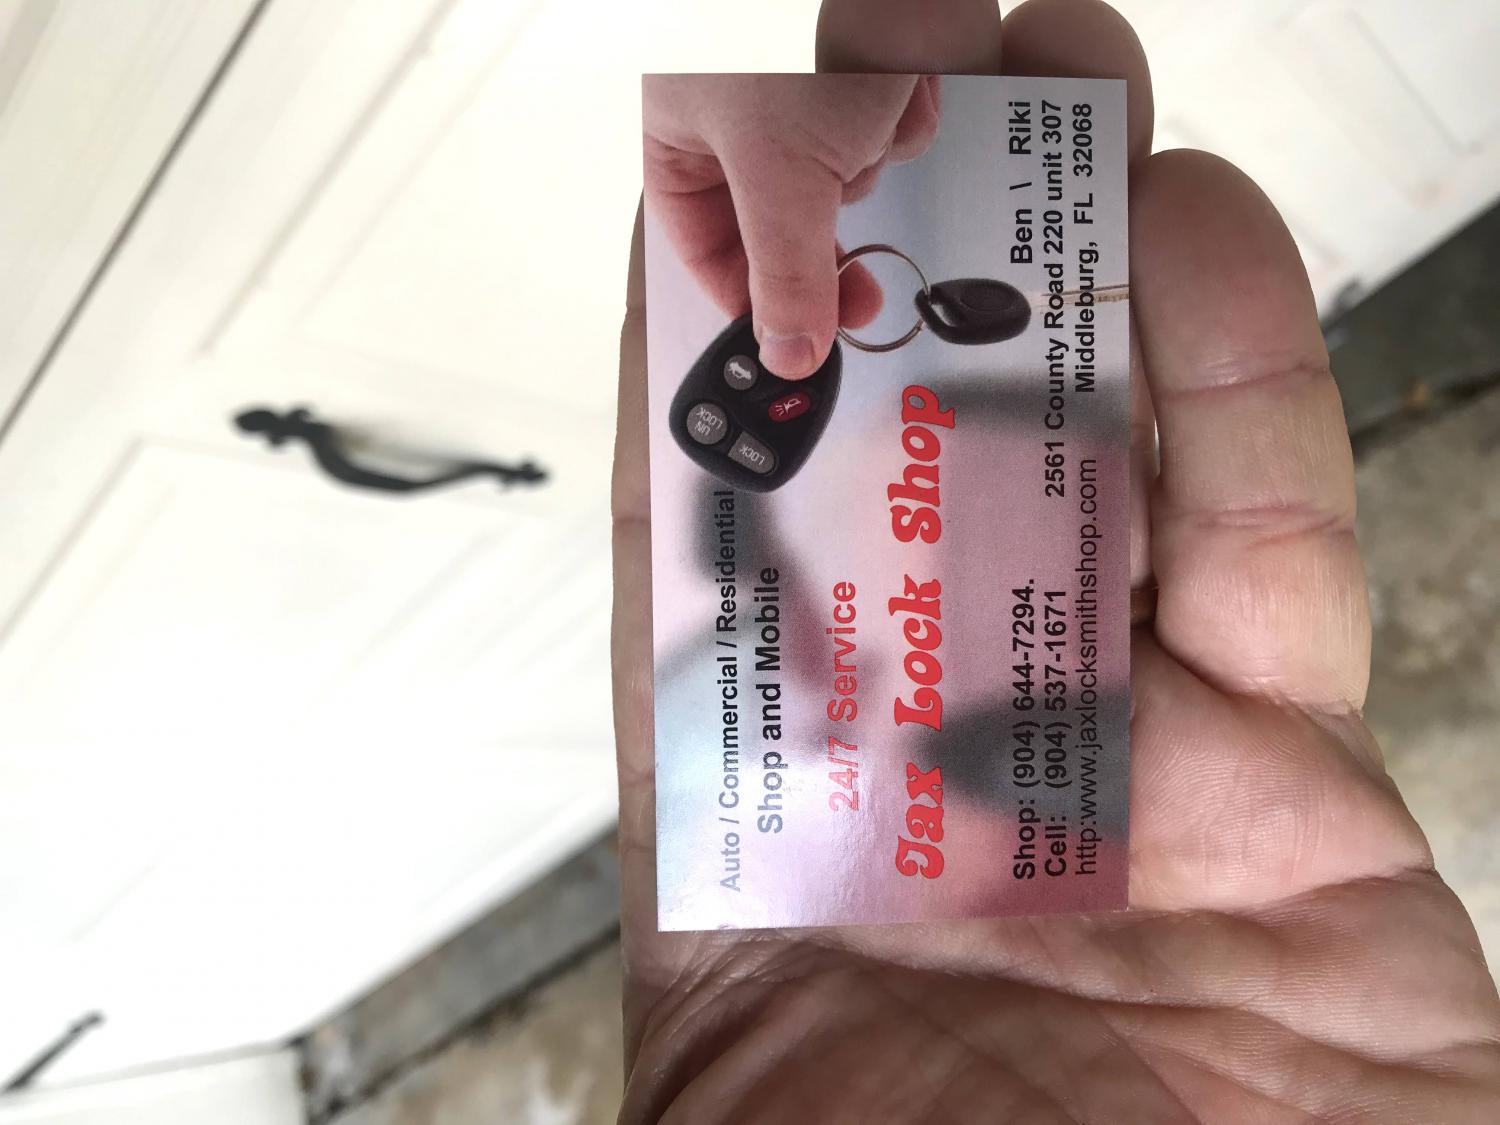 Auto / Commercial / Residential
Shop and Mobile
24/7 Service
Jax Lock Shop
UN
LOCK
LOCK
Shop: (904) 644-7294.
Cell: (904) 537-1671
http:www.jaxlocksmithshop.com
Ben \ Riki
2561 County Road 220 unit 307
Middleburg, FL 32068